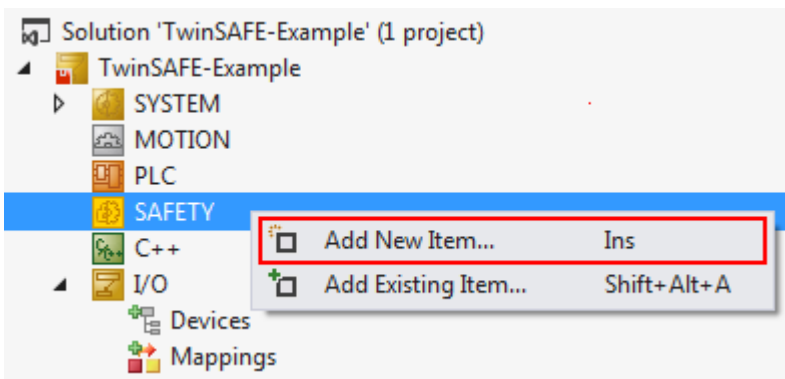 Solution 'TwinSAFE-Example' (1 project)
TwinSAFE-Example
SYSTEM
MOTION
PLC
SAFETY
Add New Item... Ins
C++
Add Existing Item... Shift+Alt+A
I/O
Devices
Mappings